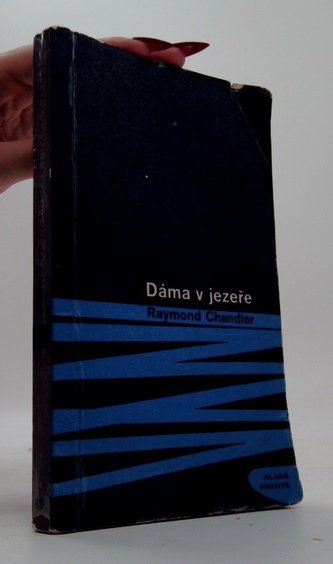 Dáma v jezeře
Raymond Chandler
MLADÁ
FRONTA